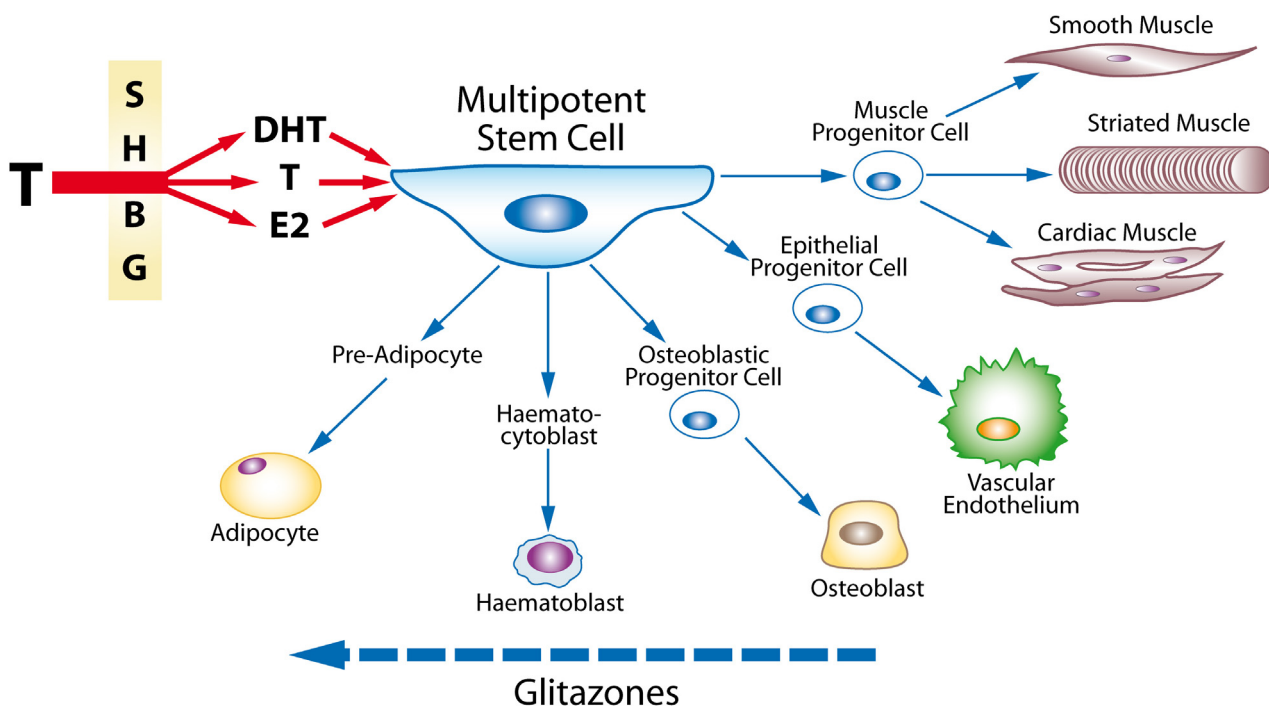 T
S
H
B
G
DHT
T
E2
Multipotent
Stem Cell
Muscle
Progenitor Cell
Smooth Muscle
Striated Muscle
Cardiac Muscle
Epithelial
Progenitor Cell
Vascular
Endothelium
Osteoblastic
Progenitor Cell
Osteoblast
Haemato-
cytoblast
Haematoblast
Pre-Adipocyte
Adipocyte
Glitazones